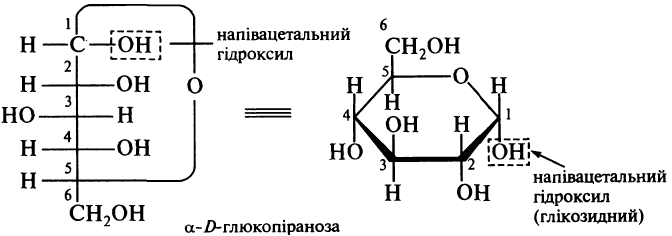 1
H C OH
напівацетальний
гідроксил
2
H OH
O
3
HO H
4
H OH
5
H
6
CH₂OH
6
CH₂OH
5
H O H
4 H 1
OH H
HO OH
3 2
H OH
напівацетальний
гідроксил
(глікозидний)
α-D-глюкопіраноза